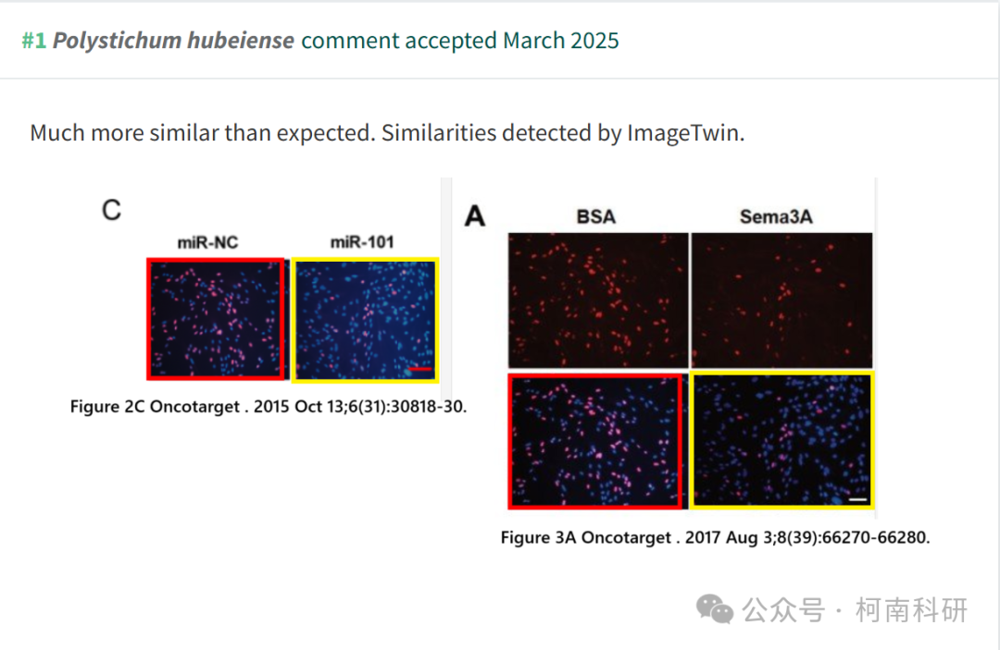 #1 Polystichum hubeiense comment accepted March 2025
Much more similar than expected. Similarities detected by ImageTwin.
C
miR-NC miR-101
Figure 2C Oncotarget . 2015 Oct 13;6(31):30818-30.
A
BSA Sema3A
Figure 3A Oncotarget . 2017 Aug 3;8(39):66270-66280.
公众号 · 柯南科研